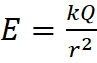 E = kQ/r²